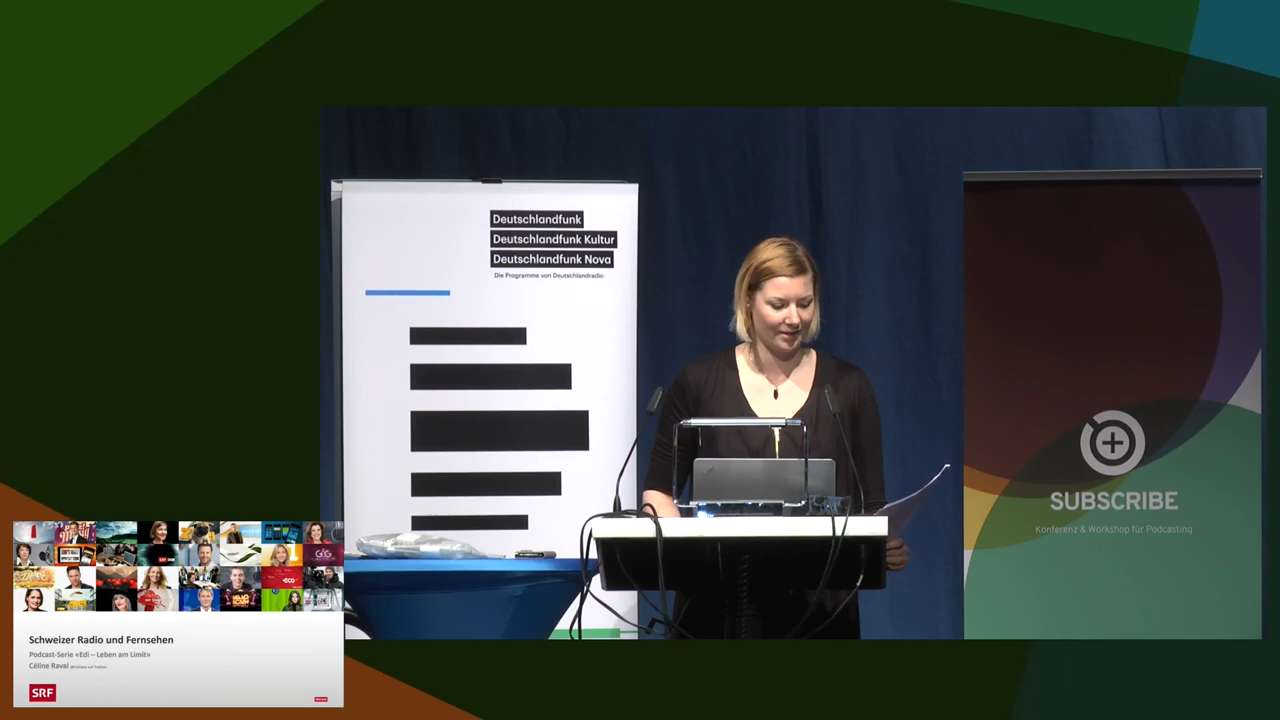 Deutschlandfunk
Deutschlandfunk Kultur
Deutschlandfunk Nova
Die Programme von Deutschlandradio
SUBSCRIBE
Konferenz & Workshop für Podcasting
Schweizer Radio und Fernsehen
Podcast-Serie «Edi – Leben am Limit»
Céline Raval
SRF